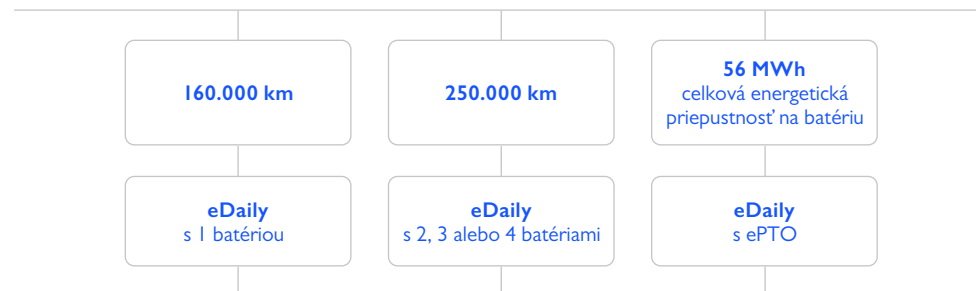 160.000 km
250.000 km
56 MWh
celková energetická
priepustnosť na batériu
eDaily
s 1 batériou
eDaily
s 2, 3 alebo 4 batériami
eDaily
s ePTO